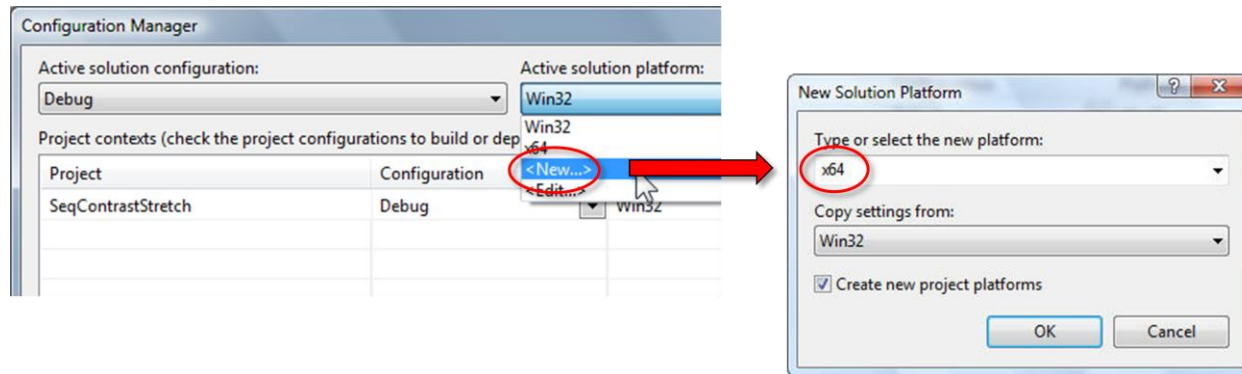 Configuration Manager
Active solution configuration:
Active solution platform:
Debug
Win32
Win32
x64
<New...>
<Edit...>
Project contexts (check the project configurations to build or dep
Project
Configuration
SeqContrastStretch
Debug
Win32
New Solution Platform
Type or select the new platform:
x64
Copy settings from:
Win32
Create new project platforms
OK
Cancel